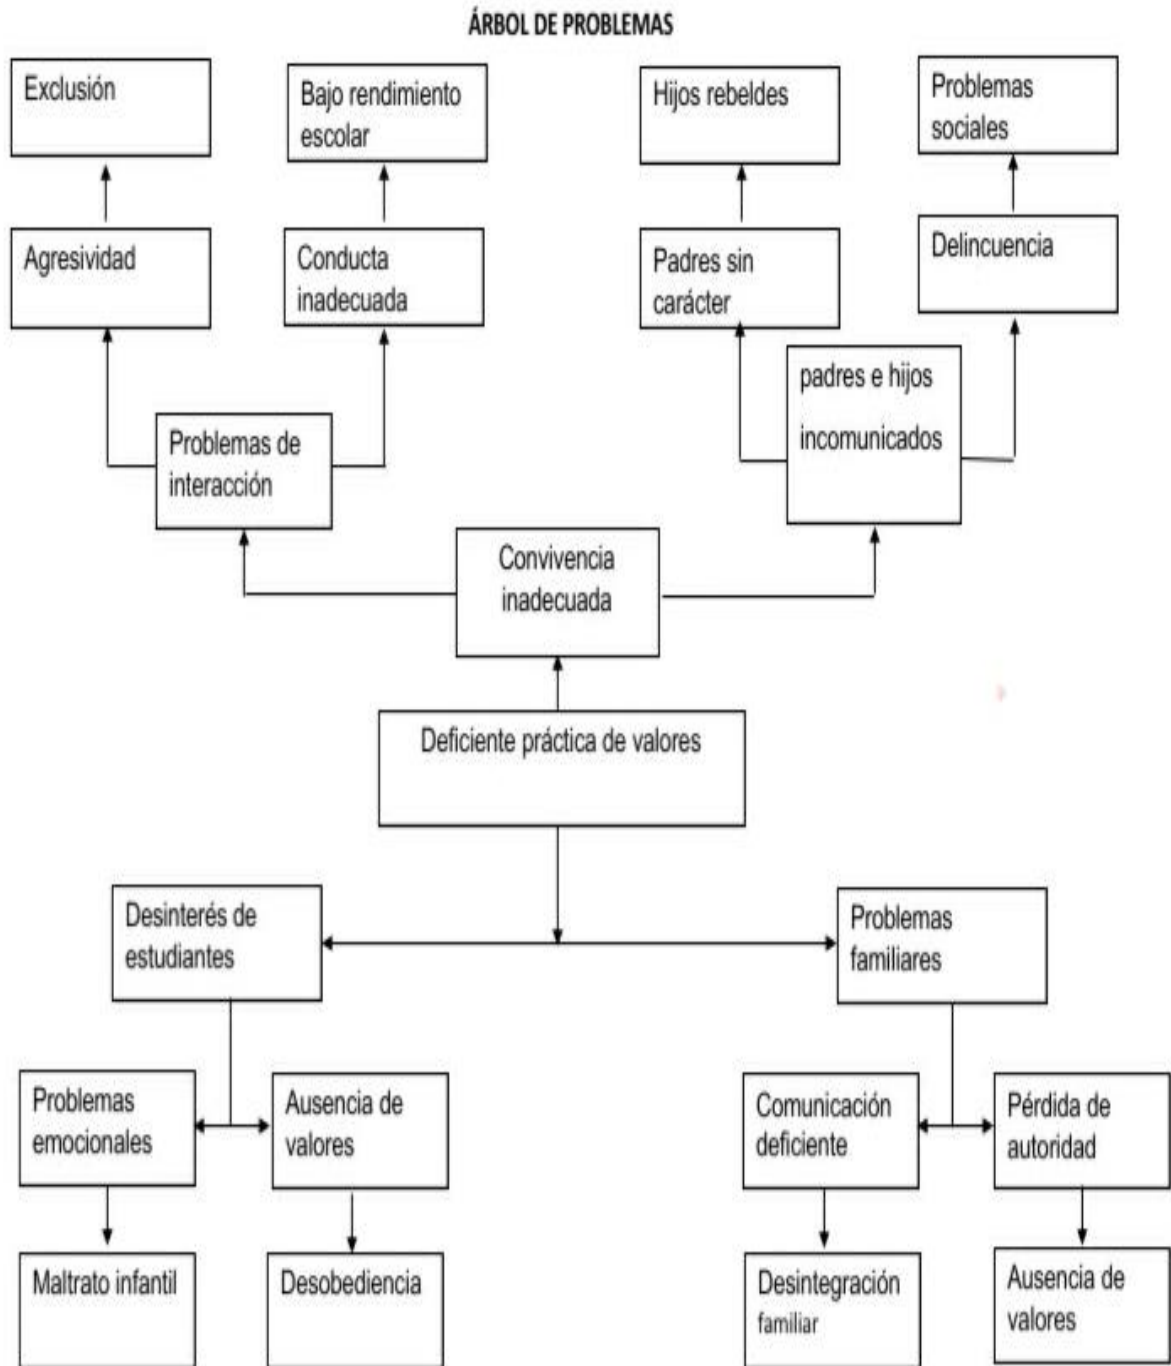 ÁRBOL DE PROBLEMAS
Exclusión
Bajo rendimiento
escolar
Hijos rebeldes
Problemas
sociales
Agresividad
Conducta
inadecuada
Padres sin
carácter
Delincuencia
Problemas de
interacción
padres e hijos
incomunicados
Convivencia
inadecuada
Deficiente práctica de valores
Desinterés de
estudiantes
Problemas
familiares
Problemas
emocionales
Ausencia de
valores
Comunicación
deficiente
Pérdida de
autoridad
Maltrato infantil
Desobediencia
Desintegración
familiar
Ausencia de
valores